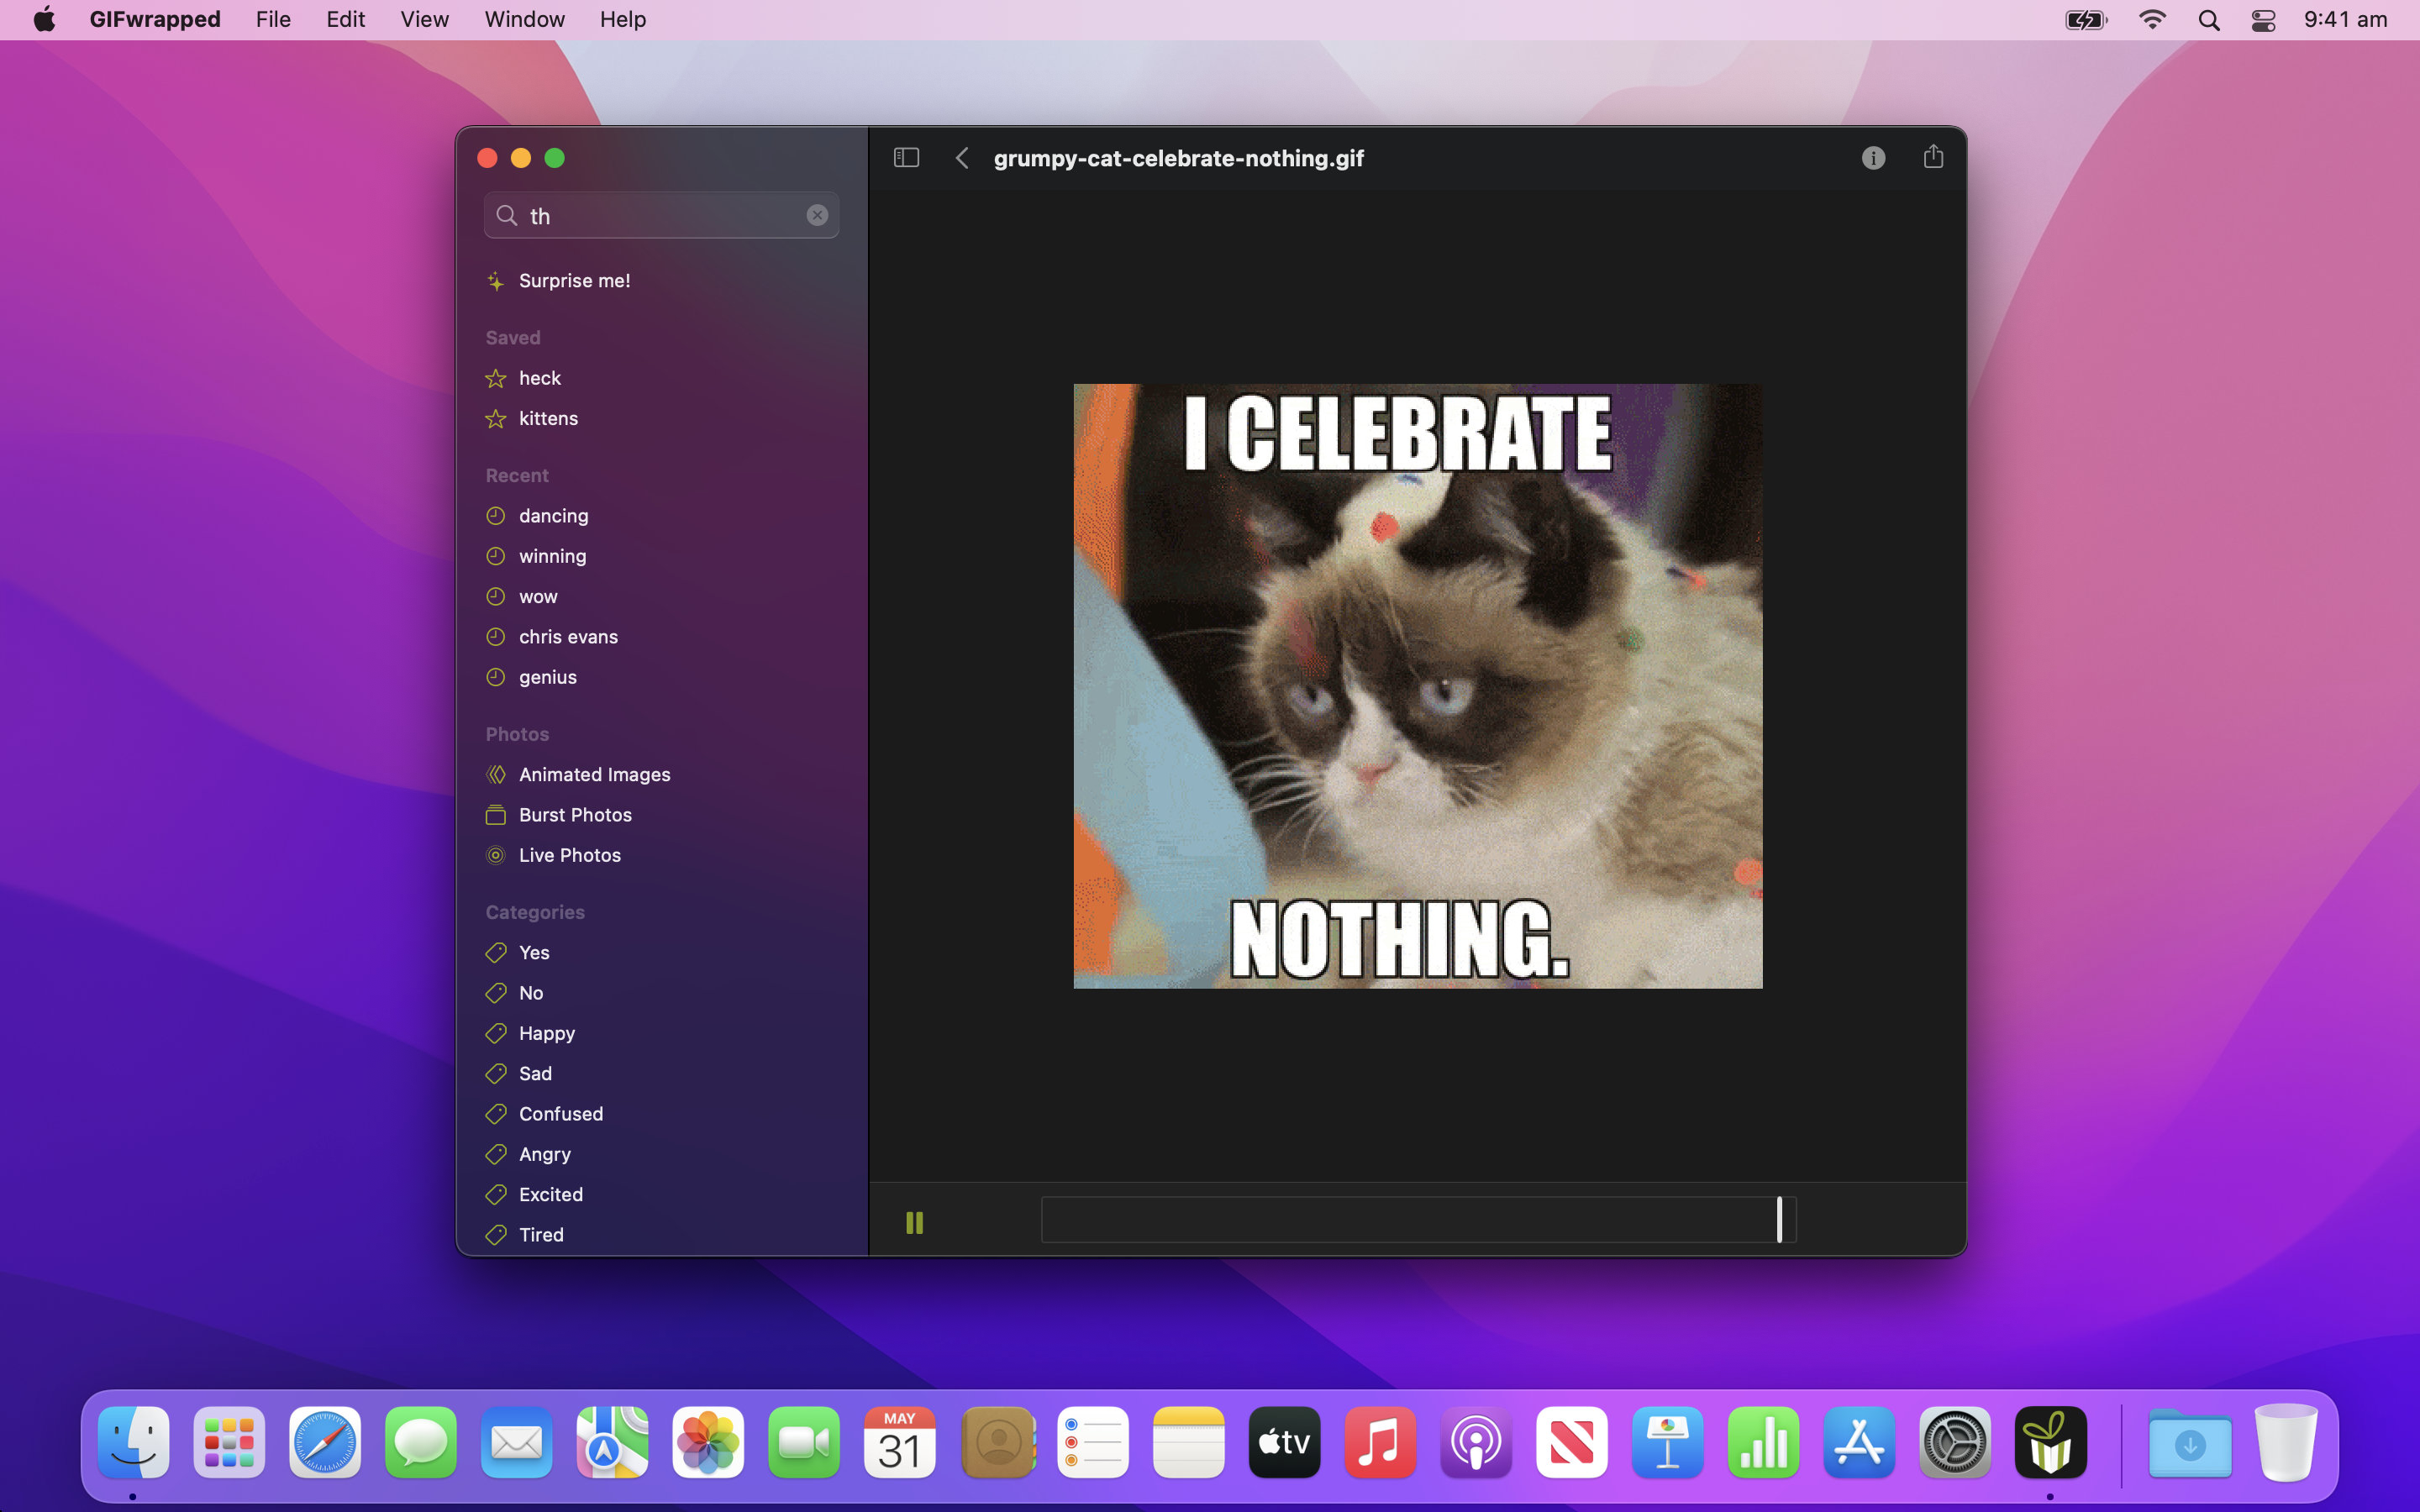 GIFwrapped File Edit View Window Help 9:41 am
grumpy-cat-celebrate-nothing.gif
th
Surprise me!
Saved
heck
kittens
Recent
dancing
winning
wow
chris evans
genius
Photos
Animated Images
Burst Photos
Live Photos
Categories
Yes
No
Happy
Sad
Confused
Angry
Excited
Tired
I CELEBRATE
NOTHING.
MAY
31
tv